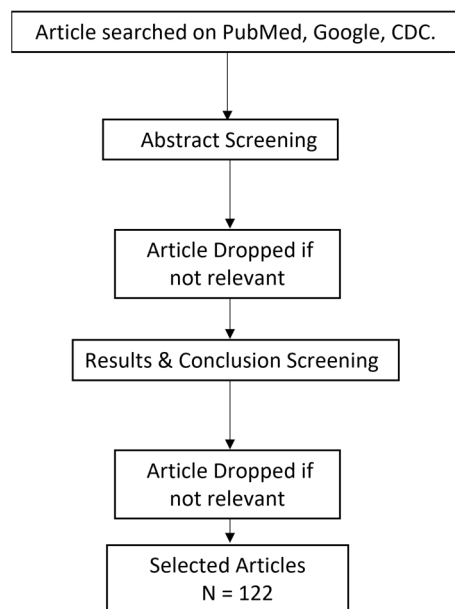 Article searched on PubMed, Google, CDC.
Abstract Screening
Article Dropped if
not relevant
Results & Conclusion Screening
Article Dropped if
not relevant
Selected Articles
N = 122